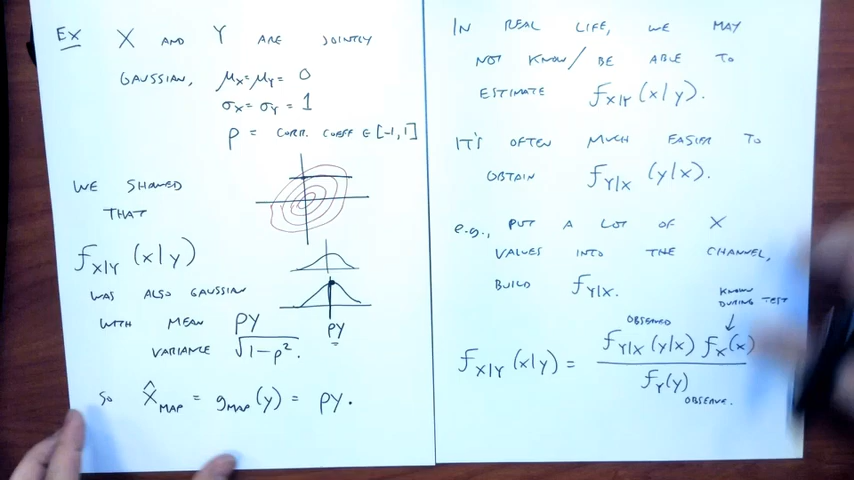 Ex X AND Y ARE JOINTLY
GAUSSIAN, μX=μY= 0
σX= σY = 1
ρ = CORR. COEFF ∈ [-1,1]
WE SHOWED
THAT
fX|Y (x|y)
WAS ALSO GAUSSIAN
WITH MEAN ρY
VARIANCE √1-ρ².
ρY
SO X̂MAP = gMAP(y) = ρY.
IN REAL LIFE, WE MAY
NOT KNOW/BE ABLE TO
ESTIMATE fX|Y(x|y).
IT'S OFTEN MUCH EASIER TO
OBTAIN fY|X (y|x).
e.g., PUT A LOT OF X
VALUES INTO THE CHANNEL,
BUILD fY|X.
KNOWN
DURING TEST
OBSERVED
fX|Y(x|y) = fY|X(y|x) fX(x)
fY(y)
OBSERVE.